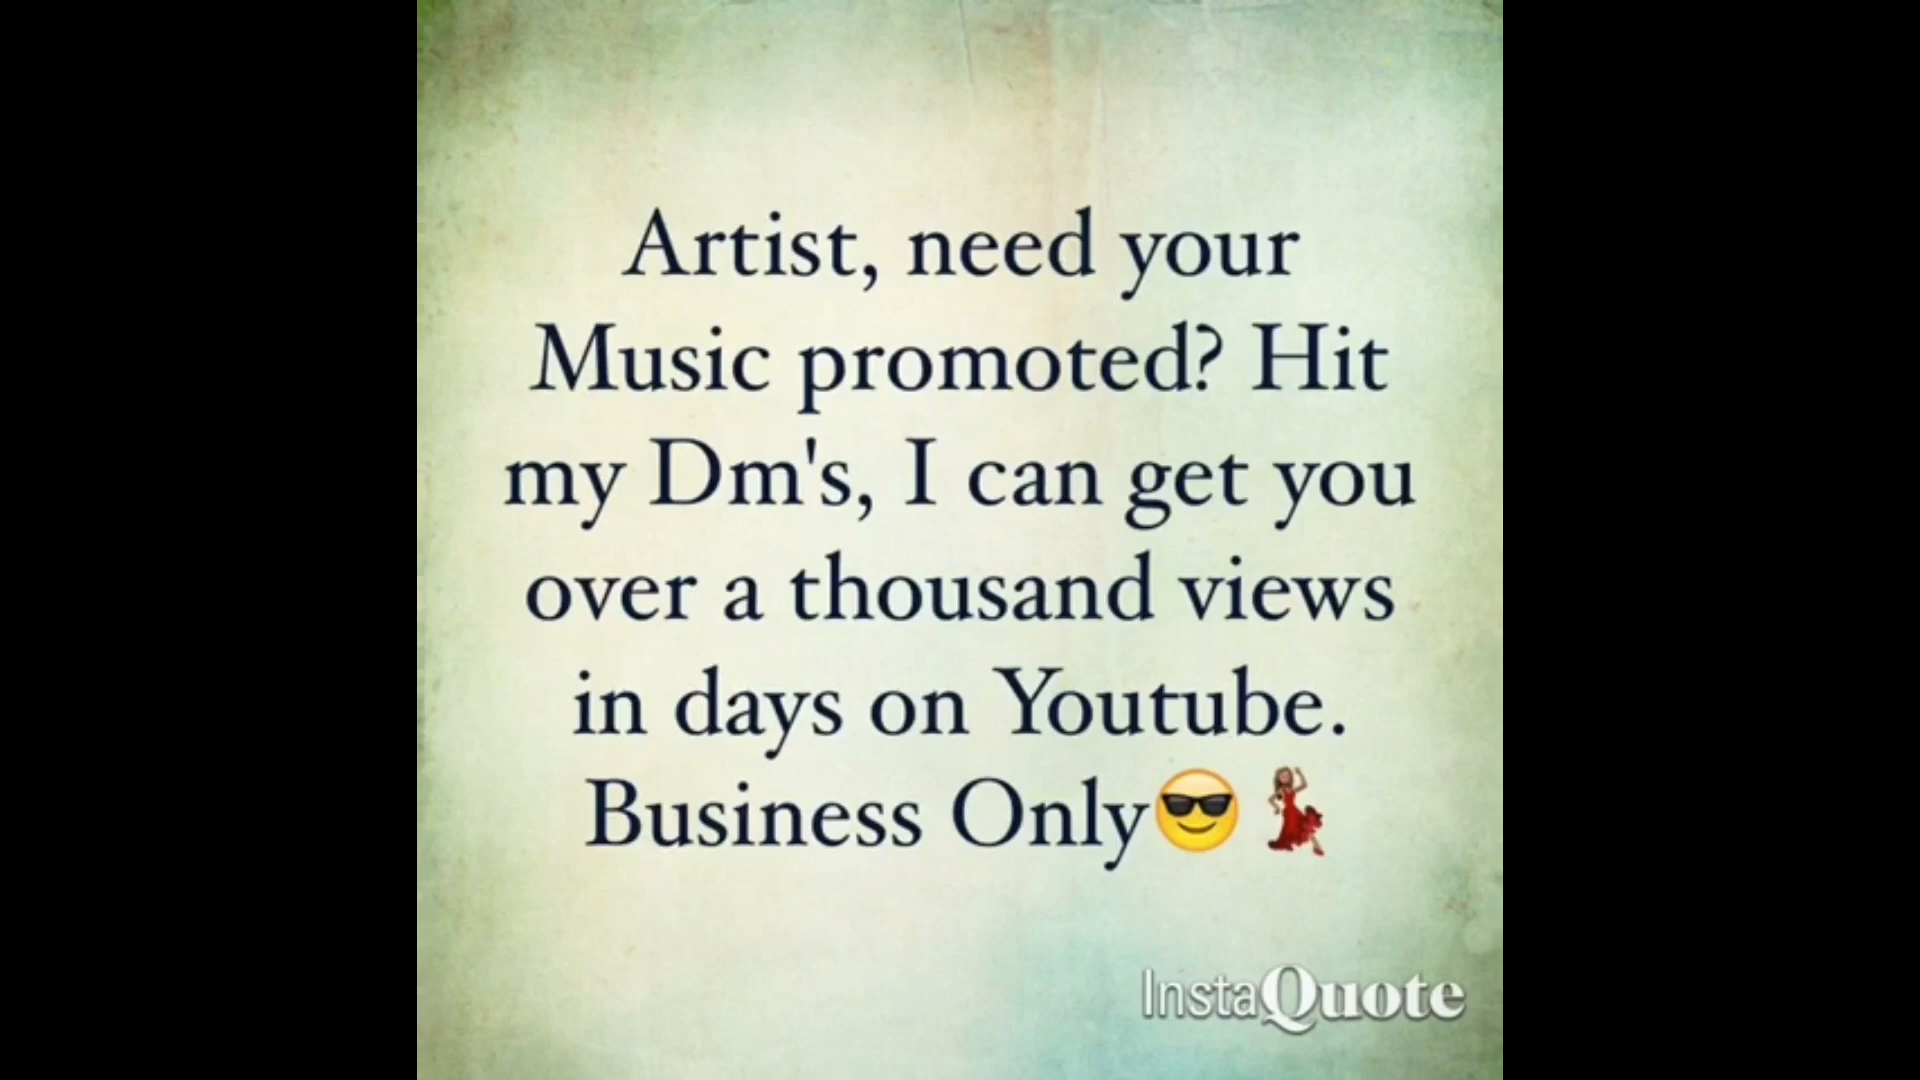 Artist, need your
Music promoted? Hit
my Dm's, I can get you
over a thousand views
in days on Youtube.
Business Only😎💃
InstaQuote